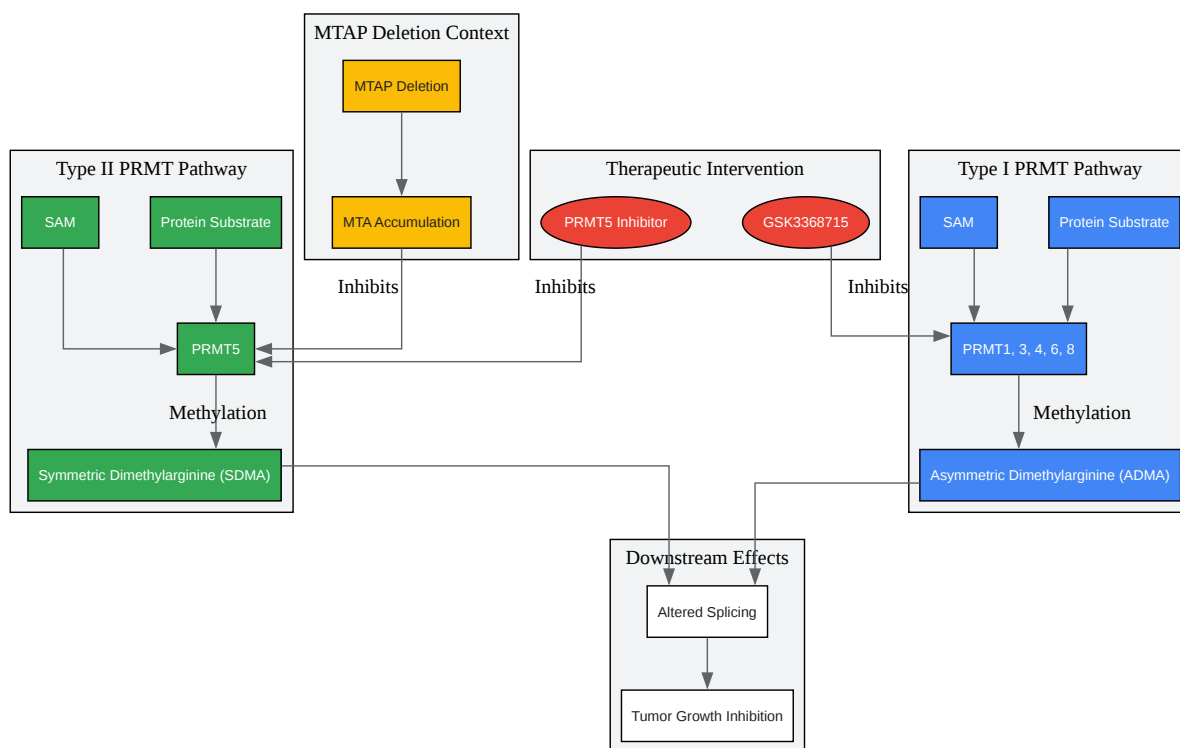 MTAP Deletion Context
MTAP Deletion
MTA Accumulation
Inhibits
Type II PRMT Pathway
SAM
Protein Substrate
PRMT5
Methylation
Symmetric Dimethylarginine (SDMA)
Therapeutic Intervention
PRMT5 Inhibitor
GSK3368715
Inhibits
Inhibits
Type I PRMT Pathway
SAM
Protein Substrate
PRMT1, 3, 4, 6, 8
Methylation
Asymmetric Dimethylarginine (ADMA)
Downstream Effects
Altered Splicing
Tumor Growth Inhibition